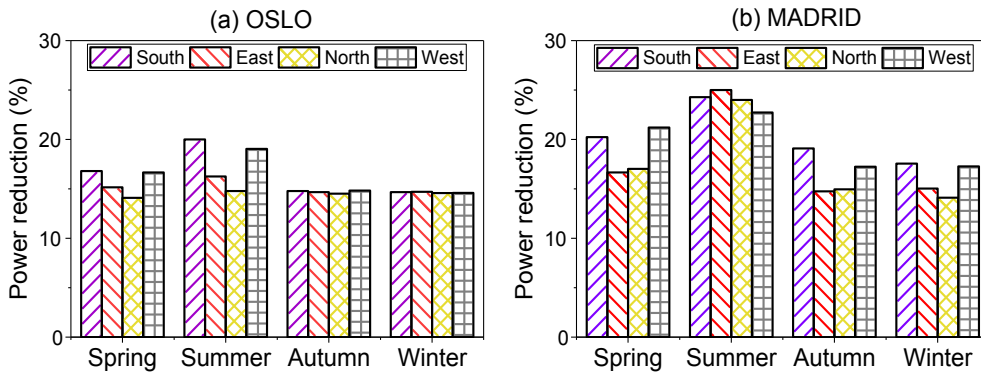 (a) OSLO
Power reduction (%)
30
20
10
0
South East North West
Spring Summer Autumn Winter
(b) MADRID
Power reduction (%)
30
20
10
0
South East North West
Spring Summer Autumn Winter